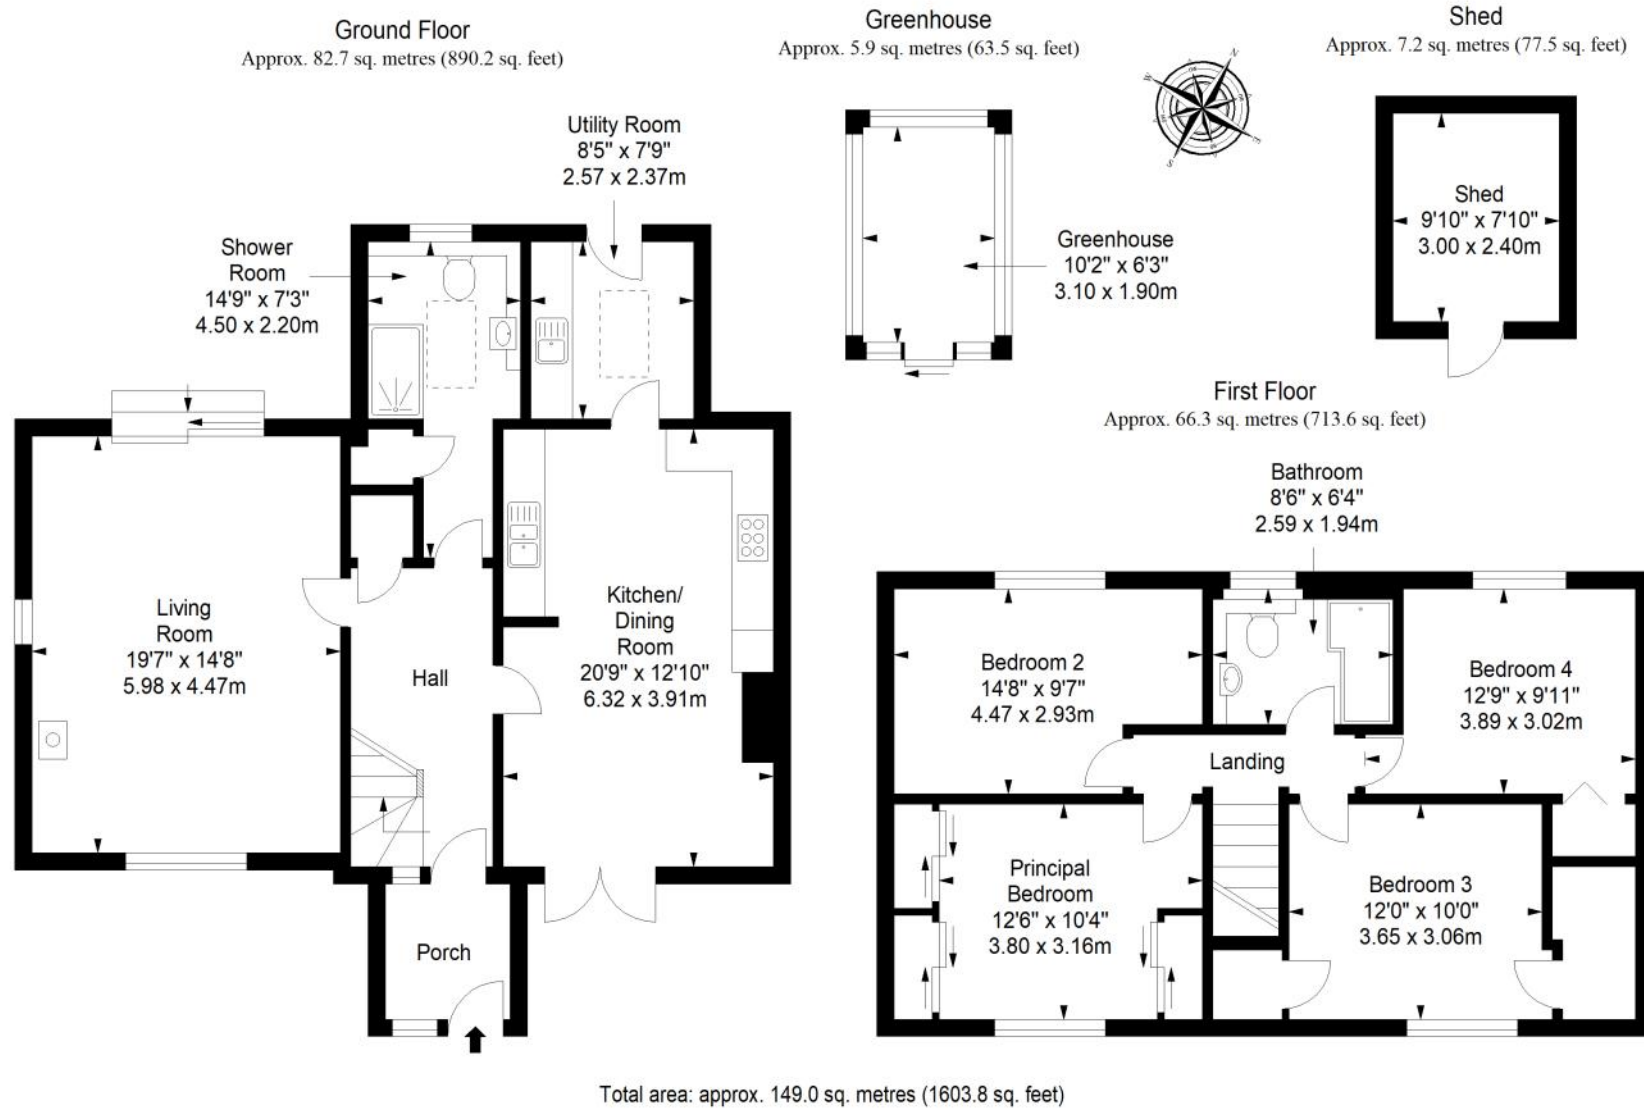 Ground Floor
Approx. 82.7 sq. metres (890.2 sq. feet)
Greenhouse
Approx. 5.9 sq. metres (63.5 sq. feet)
Shed
Approx. 7.2 sq. metres (77.5 sq. feet)
N
W
E
S
Utility Room
8'5" x 7'9"
2.57 x 2.37m
Shower
Room
14'9" x 7'3"
4.50 x 2.20m
Greenhouse
10'2" x 6'3"
3.10 x 1.90m
Shed
9'10" x 7'10"
3.00 x 2.40m
Living
Room
19'7" x 14'8"
5.98 x 4.47m
Hall
Kitchen/
Dining
Room
20'9" x 12'10"
6.32 x 3.91m
Porch
First Floor
Approx. 66.3 sq. metres (713.6 sq. feet)
Bathroom
8'6" x 6'4"
2.59 x 1.94m
Bedroom 2
14'8" x 9'7"
4.47 x 2.93m
Bedroom 4
12'9" x 9'11"
3.89 x 3.02m
Landing
Principal
Bedroom
12'6" x 10'4"
3.80 x 3.16m
Bedroom 3
12'0" x 10'0"
3.65 x 3.06m
Total area: approx. 149.0 sq. metres (1603.8 sq. feet)